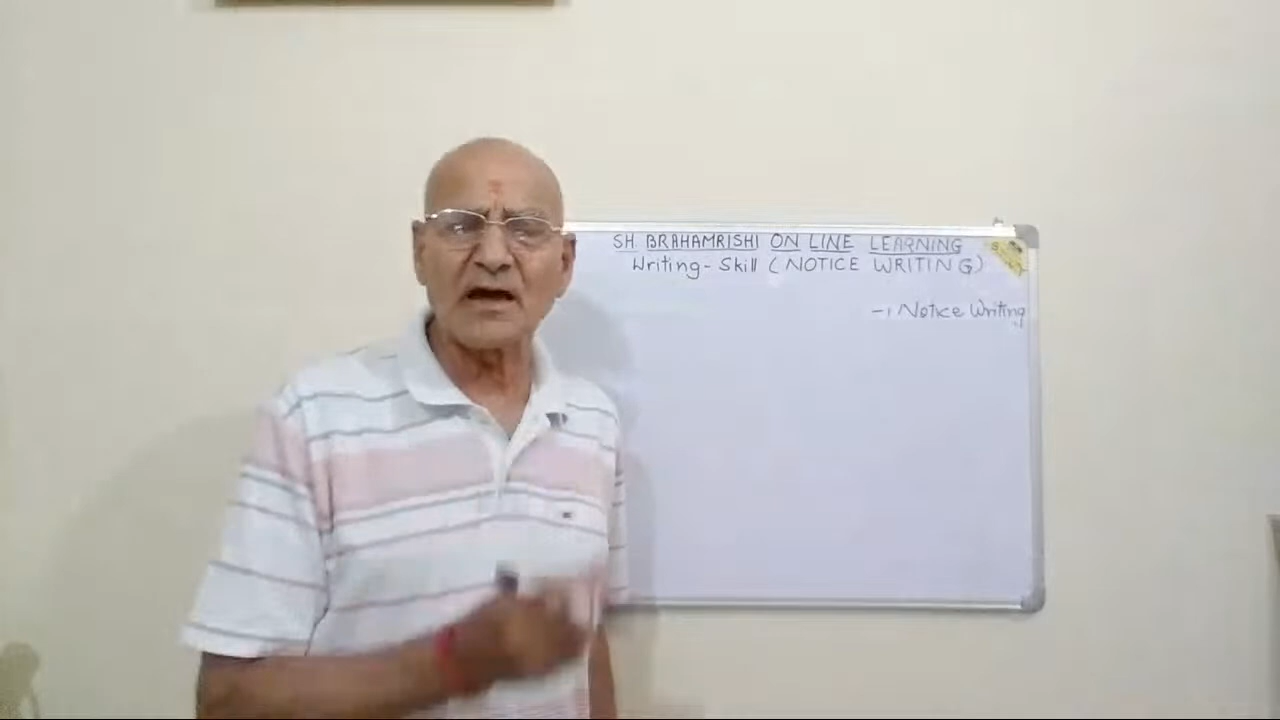 SH. BRAHAMRISHI ON LINE LEARNING
Writing-Skill (NOTICE WRITING)
-1 Notice Writing